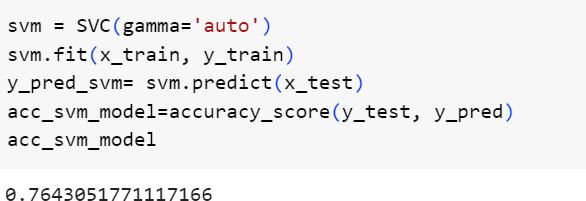 svm = SVC(gamma='auto')
svm.fit(x_train, y_train)
y_pred_svm= svm.predict(x_test)
acc_svm_model=accuracy_score(y_test, y_pred)
acc_svm_model
0.7643051771117166